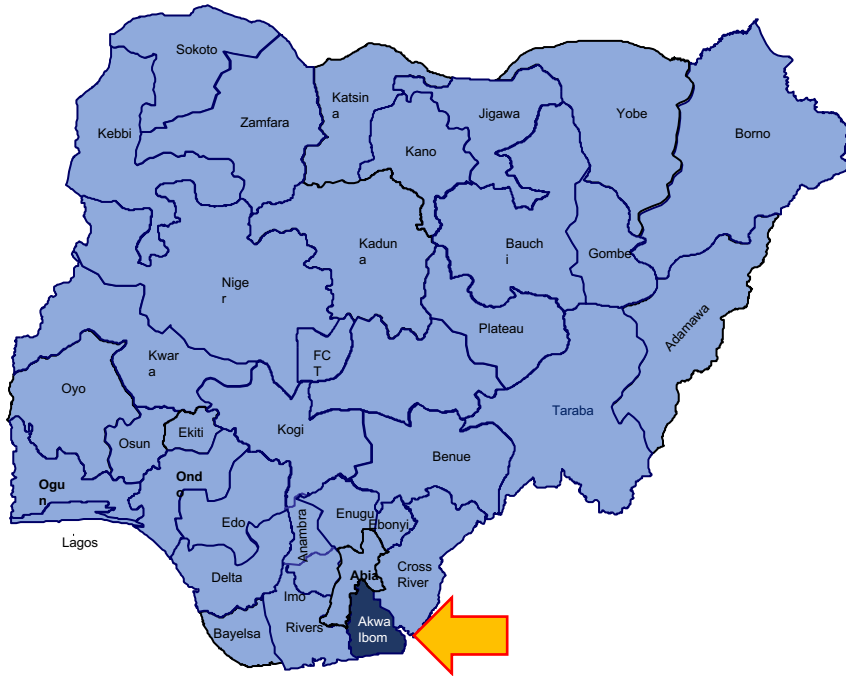 Sokoto
Katsin
a
Jigawa
Yobe
Borno
Kebbi
Zamfara
Kano
Kadun
a
Bauch
i
Gombe
Nige
r
Adamawa
Plateau
Kwar
a
FC
T
Oyo
Taraba
Osun
Ekiti
Kogi
Benue
Ogu
n
Ond
o
Edo
Enugu
Ebonyi
Anambra
Lagos
Delta
Abia
Cross
River
Imo
Bayelsa
Rivers
Akwa
Ibom